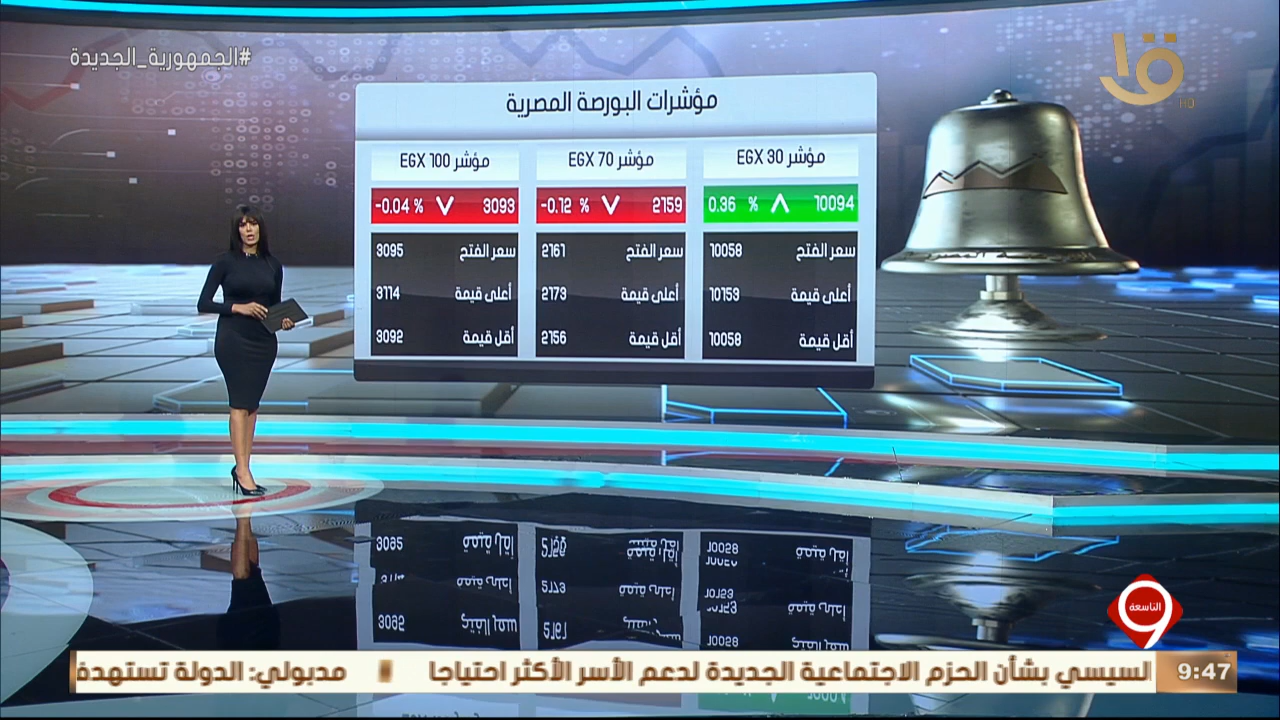 #الجمهورية_الجديدة
HD
مؤشرات البورصة المصرية
مؤشر EGX 30
10094 % 0.36
سعر الفتح 10058
أعلى قيمة 10153
أقل قيمة 10058
مؤشر EGX 70
2159 -0.12 %
سعر الفتح 2161
أعلى قيمة 2173
أقل قيمة 2156
مؤشر EGX 100
3093 -0.04 %
سعر الفتح 3095
أعلى قيمة 3114
أقل قيمة 3092
التاسعة
9:47
السيسي بشأن الحزم الاجتماعية الجديدة لدعم الأسر الأكثر احتياجا
مدبولي: الدولة تستهدف